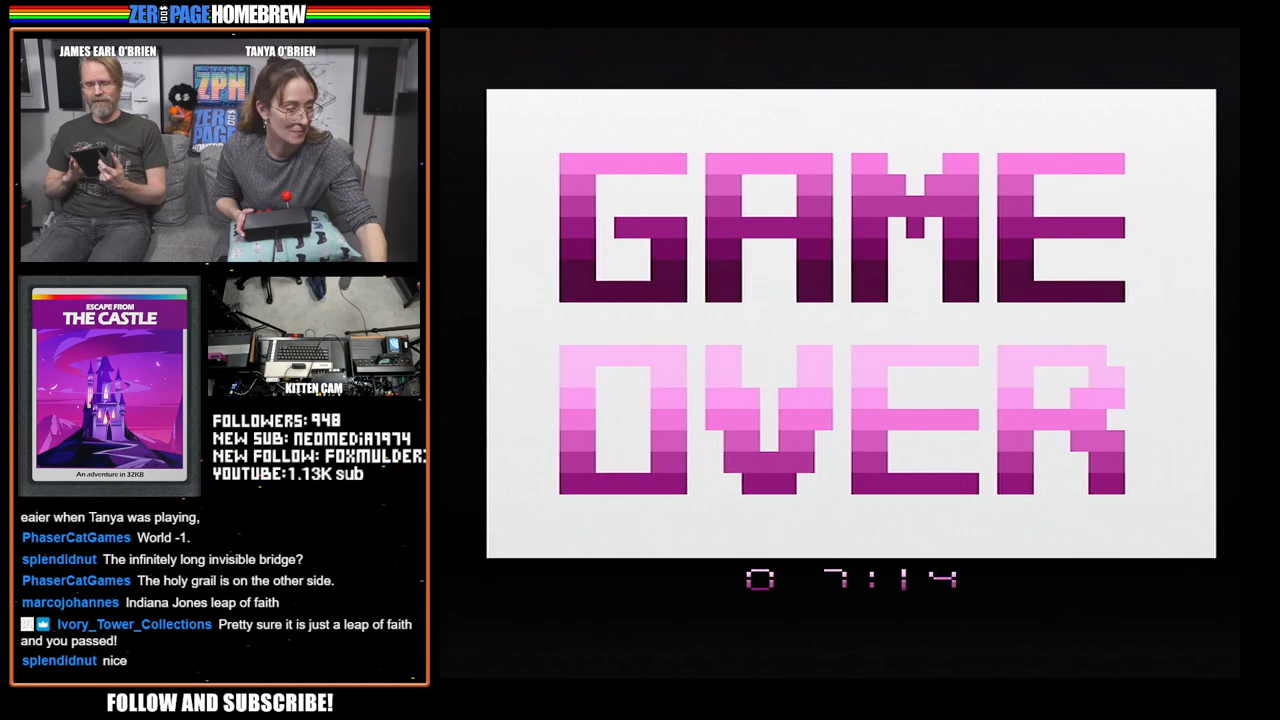 ZEROPAGE HOMEBREW
JAMES EARL O'BRIEN
TANYA O'BRIEN
ZPH
ZERO
PAGE
ESCAPE FROM
THE CASTLE
An adventure in 32KB
KITTEN CAM
FOLLOWERS: 948
NEW SUB: NEOMEDIA1974
NEW FOLLOW: FOXMULDER
YOUTUBE:1.13K sub
eaier when Tanya was playing,
PhaserCatGames World -1.
splendidnut The infinitely long invisible bridge?
PhaserCatGames The holy grail is on the other side.
marcojohannes Indiana Jones leap of faith
Ivory_Tower_Collections Pretty sure it is just a leap of faith
and you passed!
splendidnut nice
FOLLOW AND SUBSCRIBE!
GAME
OVER
0 7:14